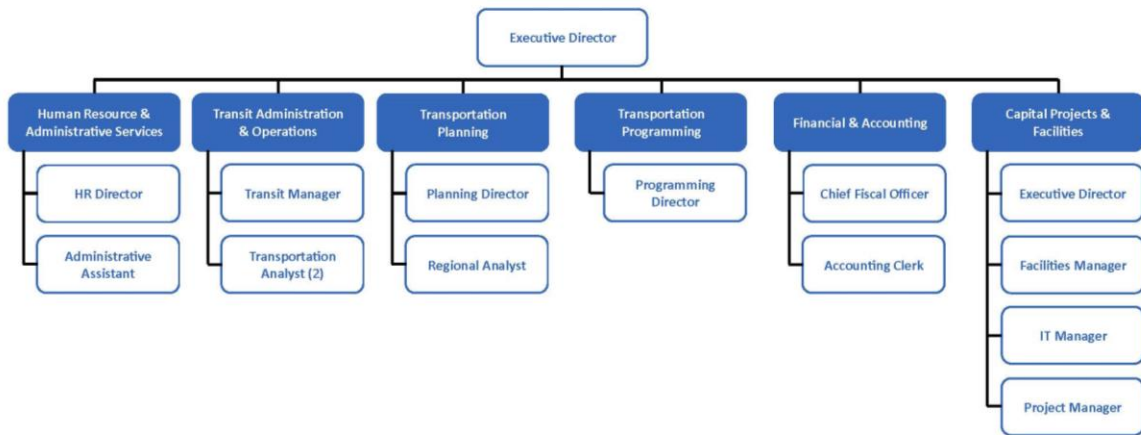 Executive Director
Human Resource &
Administrative Services
Transit Administration
& Operations
Transportation
Planning
Transportation
Programming
Financial & Accounting
Capital Projects &
Facilities
HR Director
Transit Manager
Planning Director
Programming
Director
Chief Fiscal Officer
Executive Director
Administrative
Assistant
Transportation
Analyst (2)
Regional Analyst
Accounting Clerk
Facilities Manager
IT Manager
Project Manager